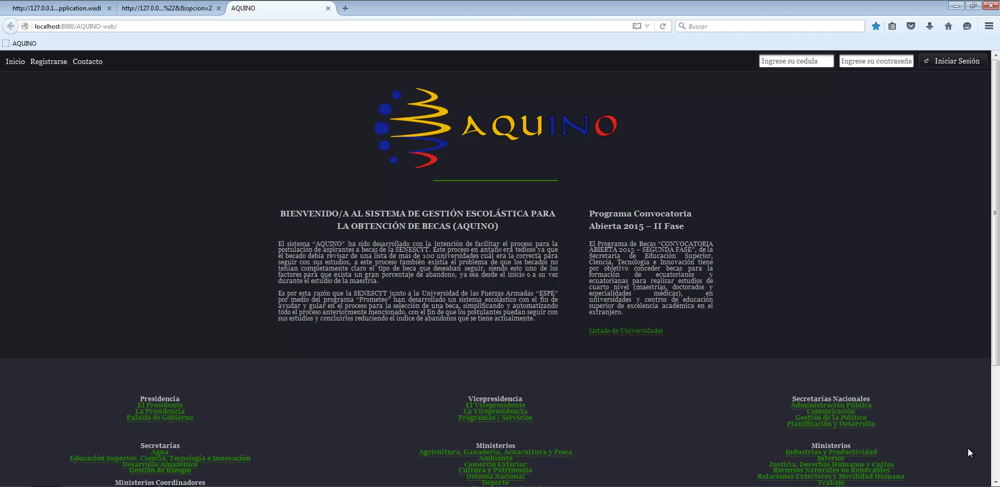 http://127.0.0.1...pplication.wadl
http://127.0.0...%22&&opcion=2
AQUINO
localhost:8080/AQUINO-web/
Buscar
AQUINO
Inicio Registrarse Contacto
Ingrese su cedula
Ingrese su contraseña
Iniciar Sesión
AQUINO
BIENVENIDO/A AL SISTEMA DE GESTIÓN ESCOLÁSTICA PARA
LA OBTENCIÓN DE BECAS (AQUINO)
El sistema “AQUINO” ha sido desarrollado con la intención de facilitar el proceso para la
postulación de aspirantes a becas de la SENESCYT. Este proceso en antaño era tedioso ya que
el becado debía revisar de una lista de más de 100 universidades cuál era la correcta para
seguir con sus estudios, a este proceso también existía el problema de que los becados no
tenían completamente claro el tipo de beca que deseaban seguir, siendo esto uno de los
factores para que exista un gran porcentaje de abandono, ya sea desde el inicio o a su vez
durante el estudio de la maestría.
Es por esta razón que la SENESCYT junto a la Universidad de las Fuerzas Armadas “ESPE”
por medio del programa “Prometeo” han desarrollado un sistema escolástico con el fin de
ayudar y guiar en el proceso para la selección de una beca, simplificando y automatizando
todo el proceso anteriormente mencionado, con el fin de que los postulantes puedan seguir con
sus estudios y concluirlos reduciendo el índice de abandonos que se tiene actualmente.
Programa Convocatoria
Abierta 2015 – II Fase
El Programa de Becas “CONVOCATORIA
ABIERTA 2015 – SEGUNDA FASE”, de la
Secretaría de Educación Superior,
Ciencia, Tecnología e Innovación tiene
por objetivo conceder becas para la
formación de ecuatorianos y
ecuatorianas para realizar estudios de
cuarto nivel (maestrías, doctorados y
especialidades médicas), en
universidades y centros de educación
superior de excelencia académica en el
extranjero.
Listado de Universidades
Presidencia
El Presidente
La Presidencia
Palacio de Gobierno
Vicepresidencia
El Vicepresidente
La Vicepresidencia
Programas / Servicios
Secretarías Nacionales
Administración Pública
Comunicación
Gestión de la Política
Planificación y Desarrollo
Secretarías
Agua
Educación Superior, Ciencia, Tecnología e Innovación
Desarrollo Amazónico
Gestión de Riesgos
Ministerios Coordinadores
Ministerios
Agricultura, Ganadería, Acuacultura y Pesca
Ambiente
Comercio Exterior
Cultura y Patrimonio
Defensa Nacional
Deporte
Ministerios
Industrias y Productividad
Interior
Justicia, Derechos Humanos y Cultos
Recursos Naturales no Renovables
Relaciones Exteriores y Movilidad Humana
Trabajo